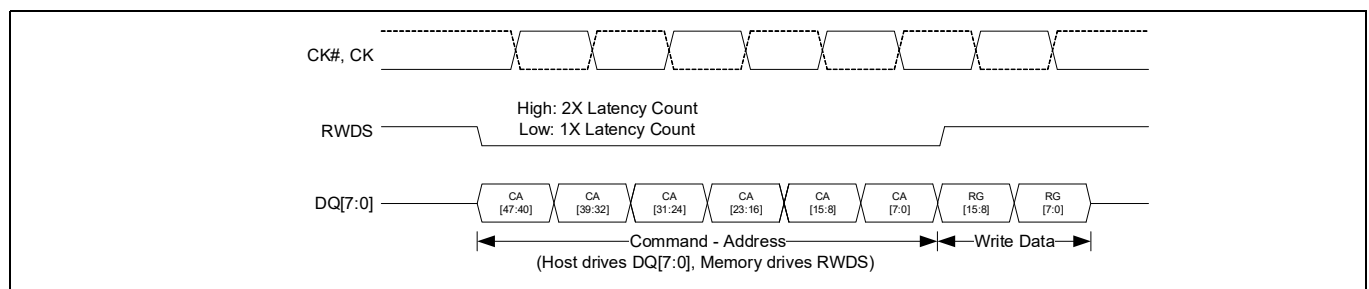 CK#, CK
High: 2X Latency Count
RWDS
Low: 1X Latency Count
DQ[7:0]
CA
[47:40]
CA
[39:32]
CA
[31:24]
CA
[23:16]
CA
[15:8]
CA
[7:0]
RG
[15:8]
RG
[7:0]
Command - Address
Write Data
(Host drives DQ[7:0], Memory drives RWDS)